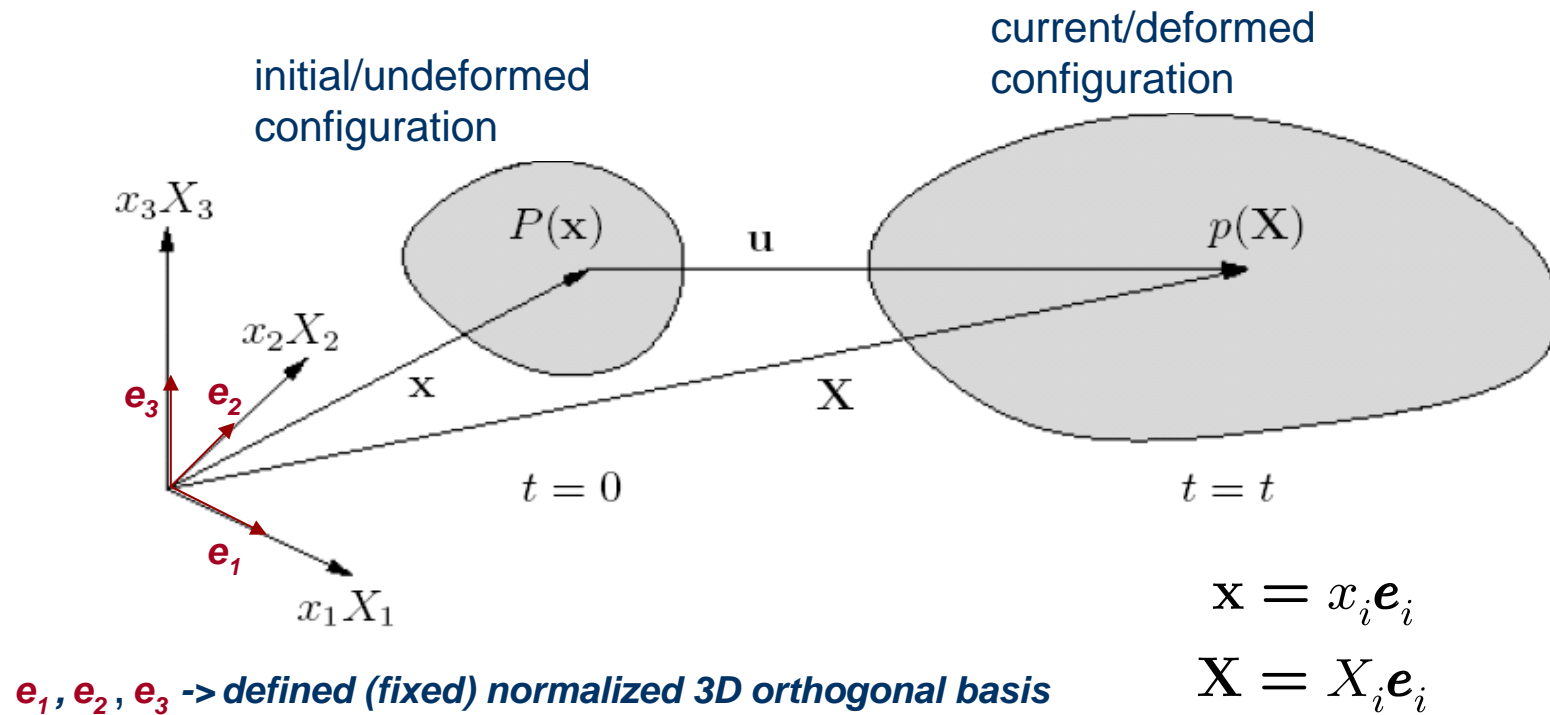 current/deformed
configuration
initial/undeformed
configuration
x₃X₃
P(x)
u
p(X)
x₂X₂
x
X
e₃
e₂
t = 0
t = t
e₁
x₁X₁
x = xᵢeᵢ
e₁, e₂, e₃ -> defined (fixed) normalized 3D orthogonal basis
X = Xᵢeᵢ